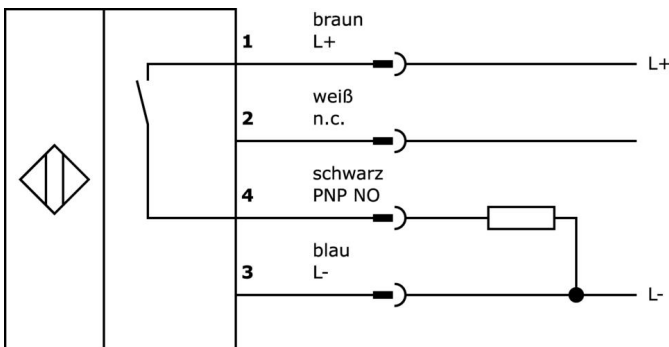 braun
1 L+
L+
weiß
2 n.c.
schwarz
4 PNP NO
blau
3 L-
L-